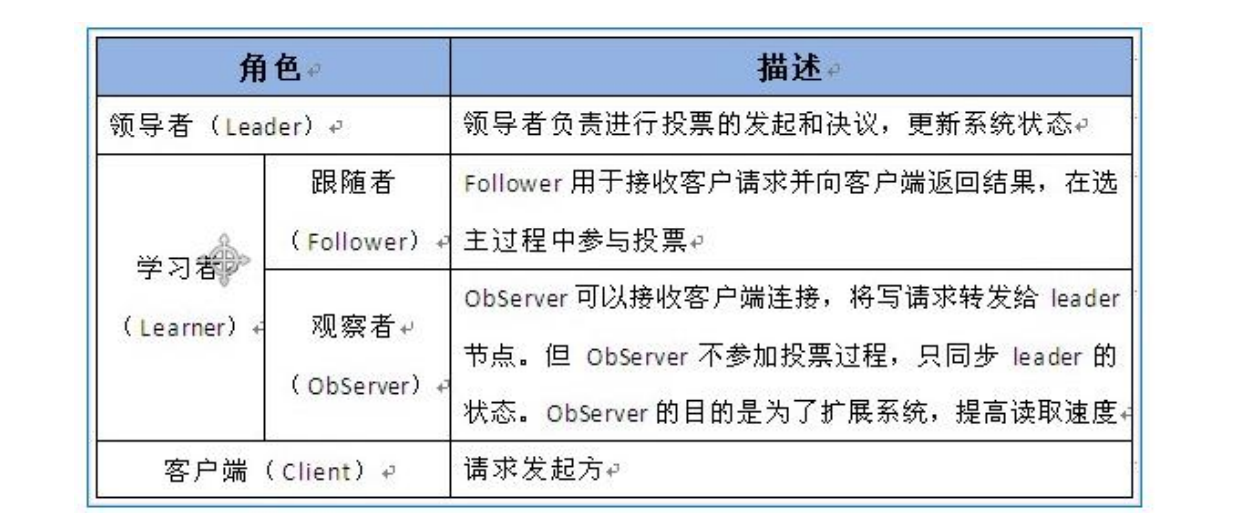 角色 描述
领导者（Leader） 领导者负责进行投票的发起和决议，更新系统状态
跟随者 Follower 用于接收客户请求并向客户端返回结果，在选
（Follower） 主过程中参与投票
学习者
（Learner）
观察者
（ObServer）
ObServer 可以接收客户端连接，将写请求转发给 leader
节点。但 ObServer 不参加投票过程，只同步 leader 的
状态。ObServer 的目的是为了扩展系统，提高读取速度
客户端（Client） 请求发起方